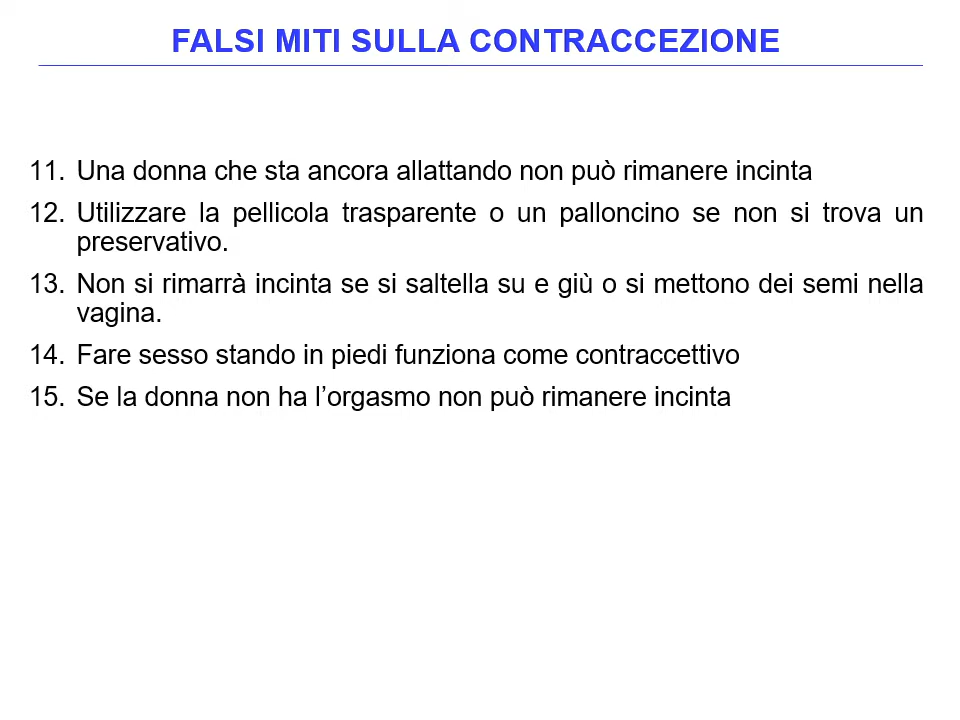 FALSI MITI SULLA CONTRACCEZIONE
11. Una donna che sta ancora allattando non può rimanere incinta
12. Utilizzare la pellicola trasparente o un palloncino se non si trova un
preservativo.
13. Non si rimarrà incinta se si saltella su e giù o si mettono dei semi nella
vagina.
14. Fare sesso stando in piedi funziona come contraccettivo
15. Se la donna non ha l’orgasmo non può rimanere incinta